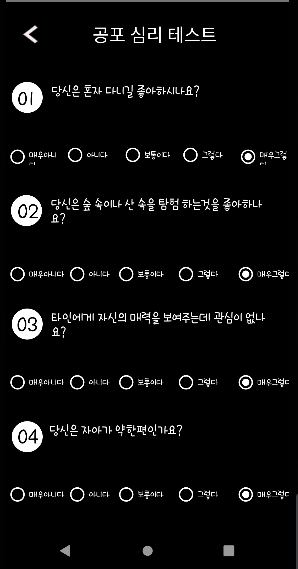 공포 심리 테스트
01 당신은 혼자 다니길 좋아하시나요?
매우아니 아니다 보통이다 그렇다 매우그렇
02 당신은 숲 속이나 산 속을 탐험 하는것을 좋아하나
요?
매우아니다 아니다 보통이다 그렇다 매우그렇다
03 타인에게 자신의 매력을 보여주는데 관심이 없나
요?
매우아니다 아니다 보통이다 그렇다 매우그렇다
04 당신은 자아가 약한편인가요?
매우아니다 아니다 보통이다 그렇다 매우그렇다